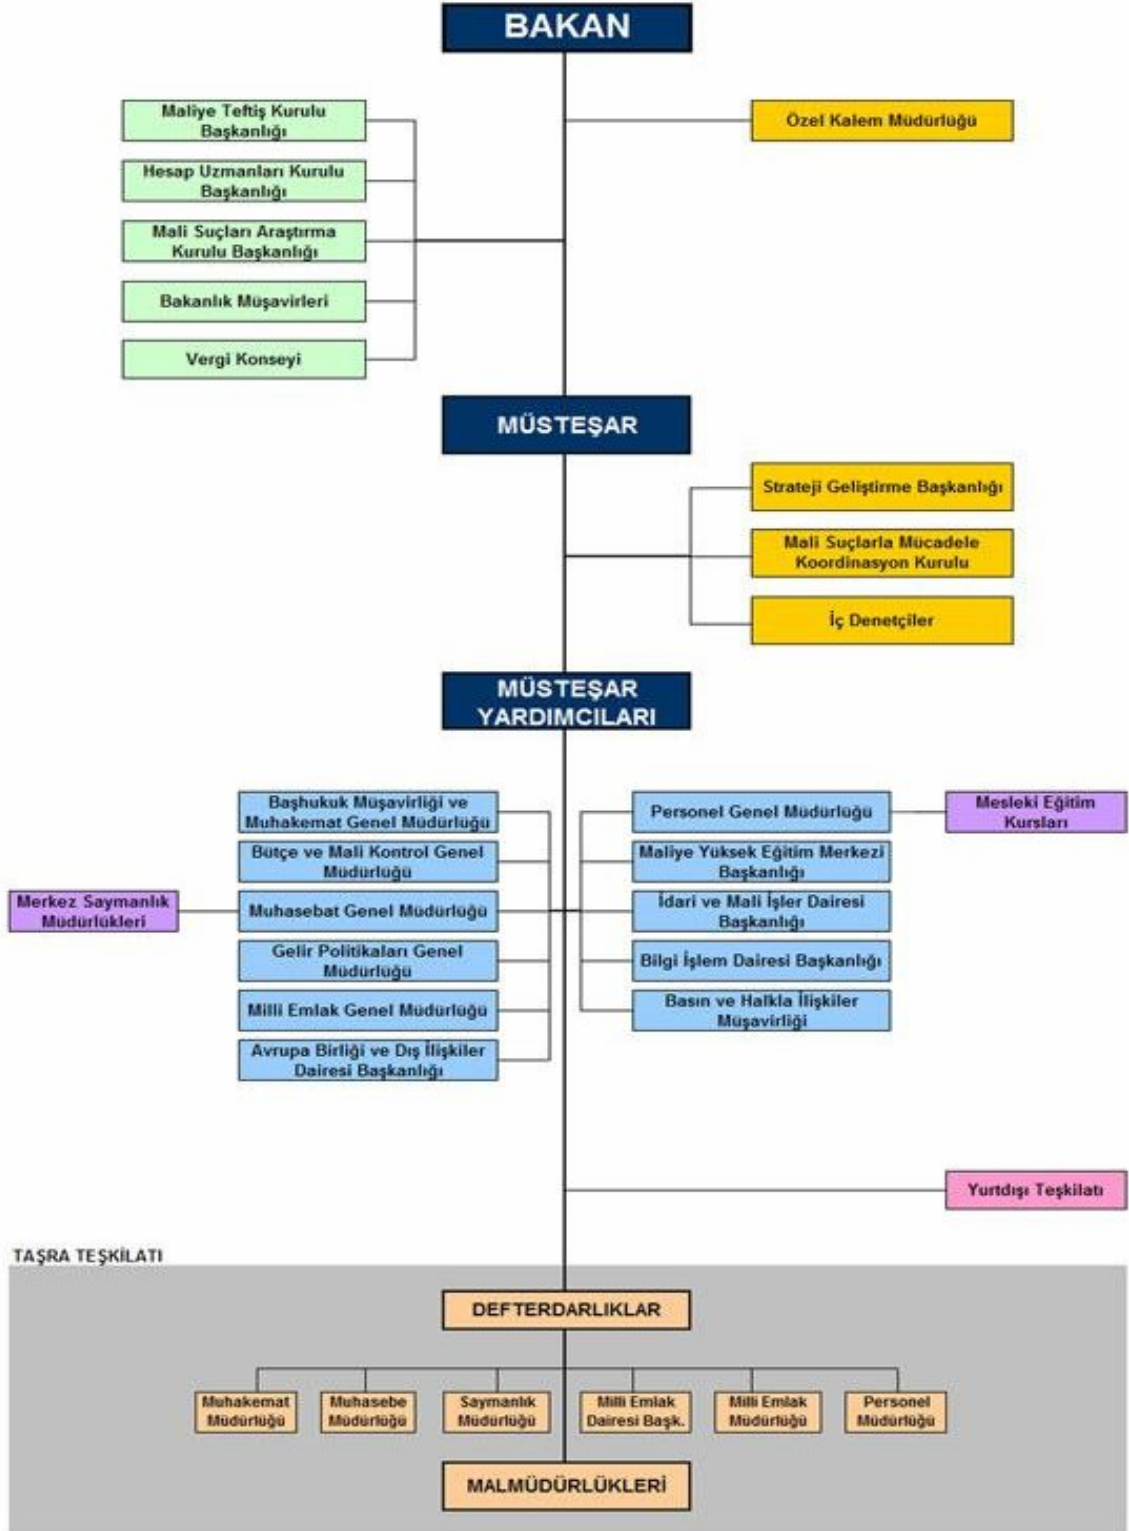 BAKAN
Maliye Teftiş Kurulu
Başkanlığı
Özel Kalem Müdürlüğü
Hesap Uzmanları Kurulu
Başkanlığı
Mali Suçları Araştırma
Kurulu Başkanlığı
Bakanlık Müşavirleri
Vergi Konseyi
MÜSTEŞAR
Strateji Geliştirme Başkanlığı
Mali Suçlarla Mücadele
Koordinasyon Kurulu
İç Denetçiler
MÜSTEŞAR
YARDIMCILARI
Başhukuk Müşavirliği ve
Muhakemat Genel Müdürlüğü
Bütçe ve Mali Kontrol Genel
Müdürlüğü
Merkez Saymanlık
Müdürlükleri
Muhasebat Genel Müdürlüğü
Gelir Politikaları Genel
Müdürlüğü
Milli Emlak Genel Müdürlüğü
Avrupa Birliği ve Dış İlişkiler
Dairesi Başkanlığı
Personel Genel Müdürlüğü
Mesleki Eğitim
Kursları
Maliye Yüksek Eğitim Merkezi
Başkanlığı
İdari ve Mali İşler Dairesi
Başkanlığı
Bilgi İşlem Dairesi Başkanlığı
Basın ve Halkla İlişkiler
Müşavirliği
Yurtdışı Teşkilatı
TAŞRA TEŞKİLATI
DEFTERDARLIKLAR
Muhakemat
Müdürlüğü
Muhasebe
Müdürlüğü
Saymanlık
Müdürlüğü
Milli Emlak
Dairesi Başk.
Milli Emlak
Müdürlüğü
Personel
Müdürlüğü
MALMÜDÜRLÜKLERİ